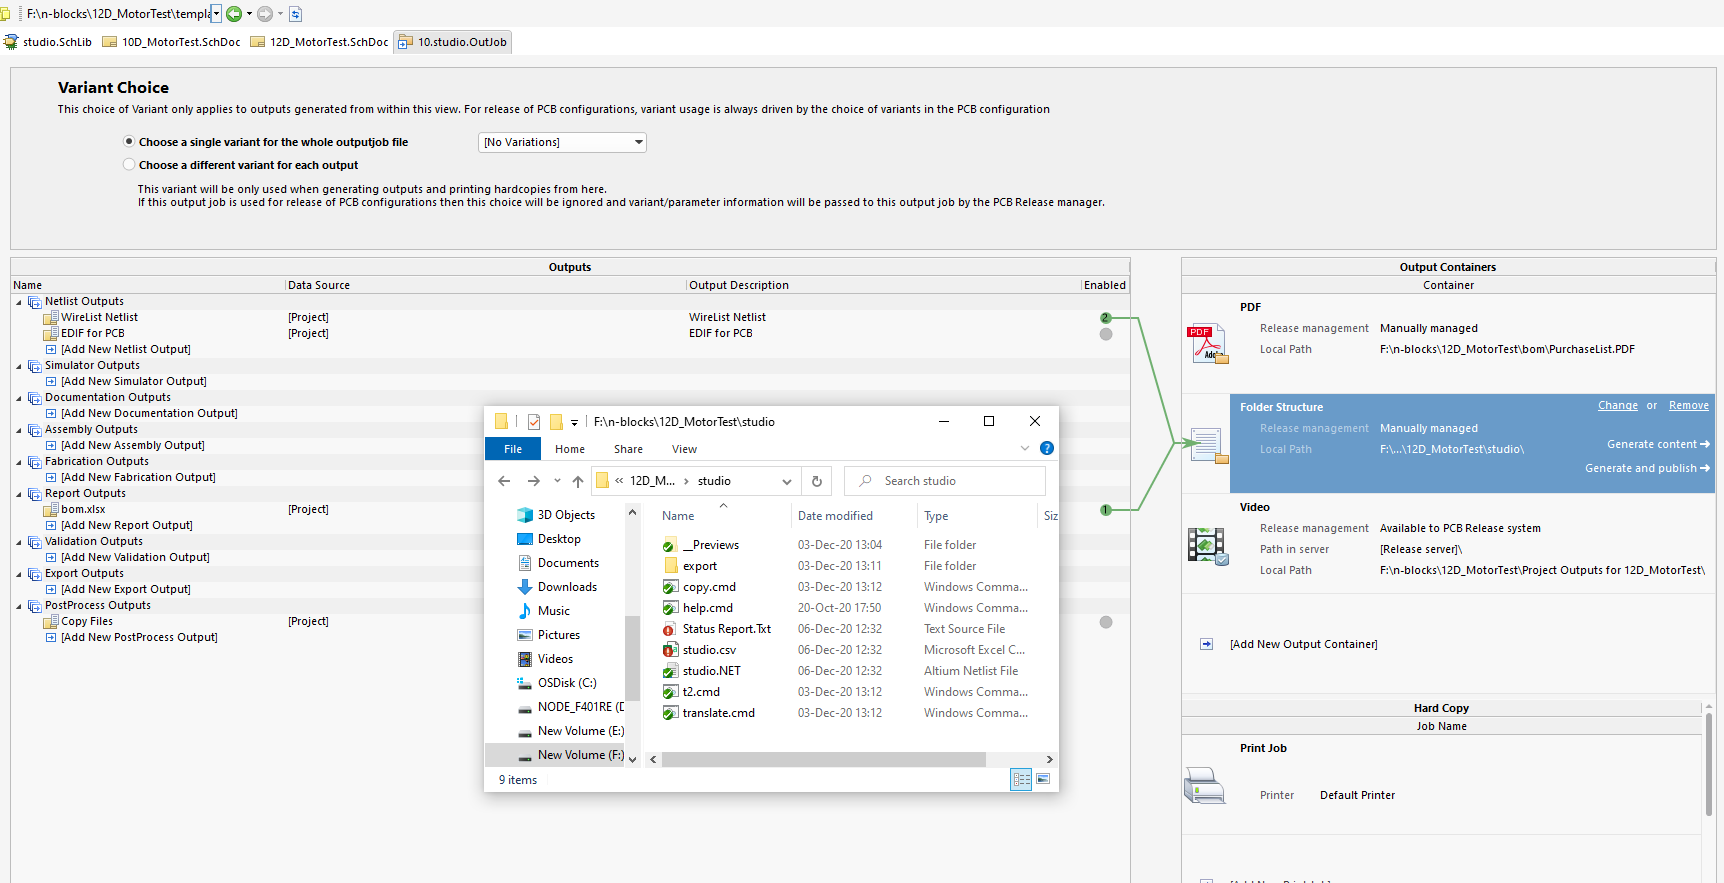 F:\n-blocks\12D_MotorTest\templa
studio.SchLib 10D_MotorTest.SchDoc 12D_MotorTest.SchDoc 10.studio.OutJob
Variant Choice
This choice of Variant only applies to outputs generated from within this view. For release of PCB configurations, variant usage is always driven by the choice of variants in the PCB configuration
Choose a single variant for the whole outputjob file [No Variations]
Choose a different variant for each output
This variant will be only used when generating outputs and printing hardcopies from here.
If this output job is used for release of PCB configurations then this choice will be ignored and variant/parameter information will be passed to this output job by the PCB Release manager.
Outputs
Name Data Source Output Description Enabled
Netlist Outputs
WireList Netlist [Project] WireList Netlist 2
EDIF for PCB [Project] EDIF for PCB
[Add New Netlist Output]
Simulator Outputs
[Add New Simulator Output]
Documentation Outputs
[Add New Documentation Output]
Assembly Outputs
[Add New Assembly Output]
Fabrication Outputs
[Add New Fabrication Output]
Report Outputs
bom.xlsx [Project] 1
[Add New Report Output]
Validation Outputs
[Add New Validation Output]
Export Outputs
[Add New Export Output]
PostProcess Outputs
Copy Files [Project]
[Add New PostProcess Output]
F:\n-blocks\12D_MotorTest\studio
File Home Share View
« 12D_M... › studio
Search studio
3D Objects
Desktop
Documents
Downloads
Music
Pictures
Videos
OSDisk (C:)
NODE_F401RE (D
New Volume (E:)
New Volume (F:)
Name Date modified Type Siz
__Previews 03-Dec-20 13:04 File folder
export 03-Dec-20 13:11 File folder
copy.cmd 03-Dec-20 13:12 Windows Comma...
help.cmd 20-Oct-20 17:50 Windows Comma...
Status Report.Txt 06-Dec-20 12:32 Text Source File
studio.csv 06-Dec-20 12:32 Microsoft Excel C...
studio.NET 06-Dec-20 12:32 Altium Netlist File
t2.cmd 03-Dec-20 13:12 Windows Comma...
translate.cmd 03-Dec-20 13:12 Windows Comma...
9 items
Output Containers
Container
PDF
Release management Manually managed
Local Path F:\n-blocks\12D_MotorTest\bom\PurchaseList.PDF
Folder Structure Change or Remove
Release management Manually managed
Generate content
Local Path F:\...\12D_MotorTest\studio\
Generate and publish
Video
Release management Available to PCB Release system
Path in server [Release server]\
Local Path F:\n-blocks\12D_MotorTest\Project Outputs for 12D_MotorTest\
[Add New Output Container]
Hard Copy
Job Name
Print Job
Printer Default Printer